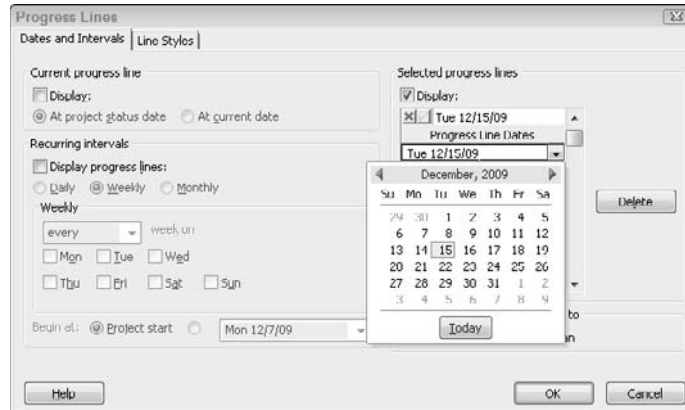 Progress Lines
Dates and Intervals
Line Styles
Current progress line
Display:
At project status date
At current date
Recurring intervals
Display progress lines:
Daily
Weekly
Monthly
Weekly
every
week on
Mon
Tue
Wed
Thu
Fri
Sat
Sun
Begin at:
Project start
Mon 12/7/09
Selected progress lines
Display:
Tue 12/15/09
Progress Line Dates
Tue 12/15/09
December, 2009
Su Mo Tu We Th Fr Sa
29 30 1 2 3 4 5
6 7 8 9 10 11 12
13 14 15 16 17 18 19
20 21 22 23 24 25 26
27 28 29 30 31 1 2
3 4 5 6 7 8 9
Today
Delete
to
an
Help
OK
Cancel